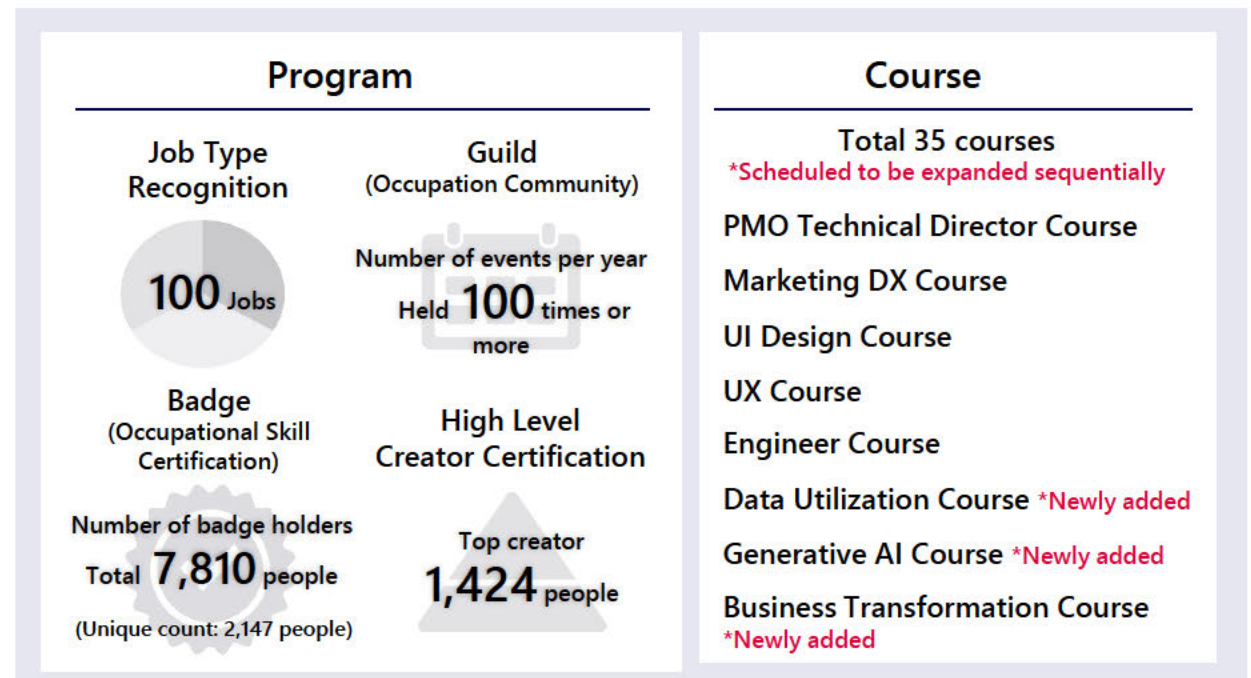 Program
Job Type
Recognition
100 Jobs
Guild
(Occupation Community)
Number of events per year
Held 100 times or
more
Badge
(Occupational Skill
Certification)
Number of badge holders
Total 7,810 people
(Unique count: 2,147 people)
High Level
Creator Certification
Top creator
1,424 people
Course
Total 35 courses
*Scheduled to be expanded sequentially
PMO Technical Director Course
Marketing DX Course
UI Design Course
UX Course
Engineer Course
Data Utilization Course *Newly added
Generative AI Course *Newly added
Business Transformation Course
*Newly added